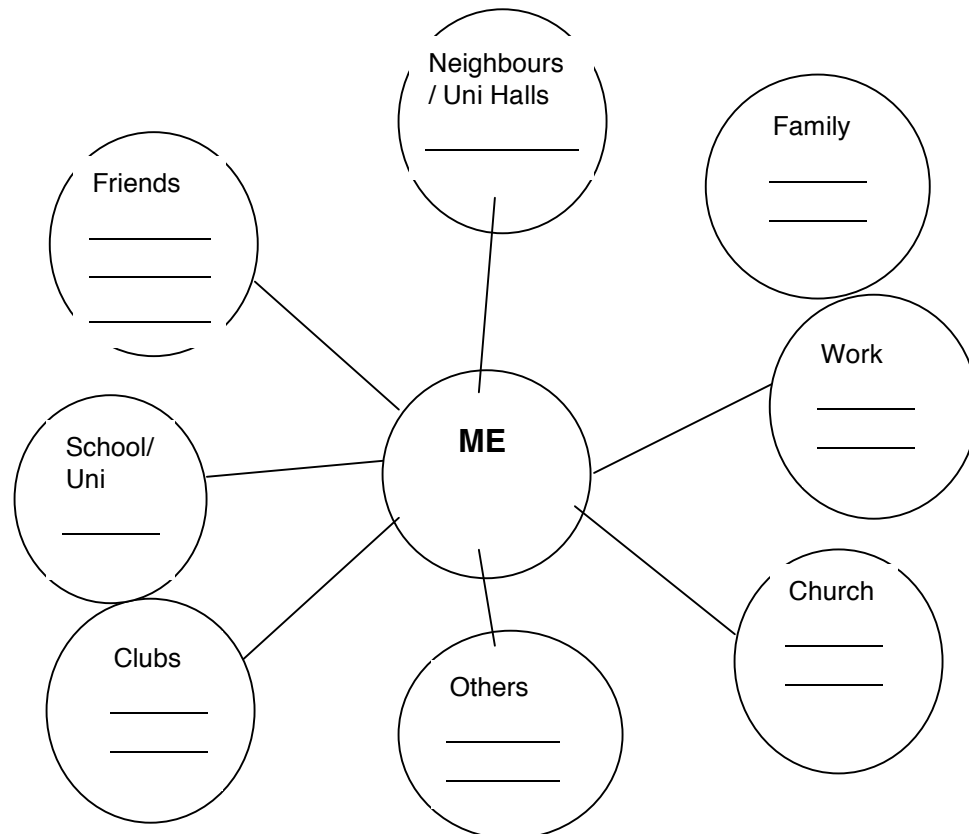 Neighbours
/ Uni Halls
Family
Friends
Work
ME
School/
Uni
Church
Clubs
Others